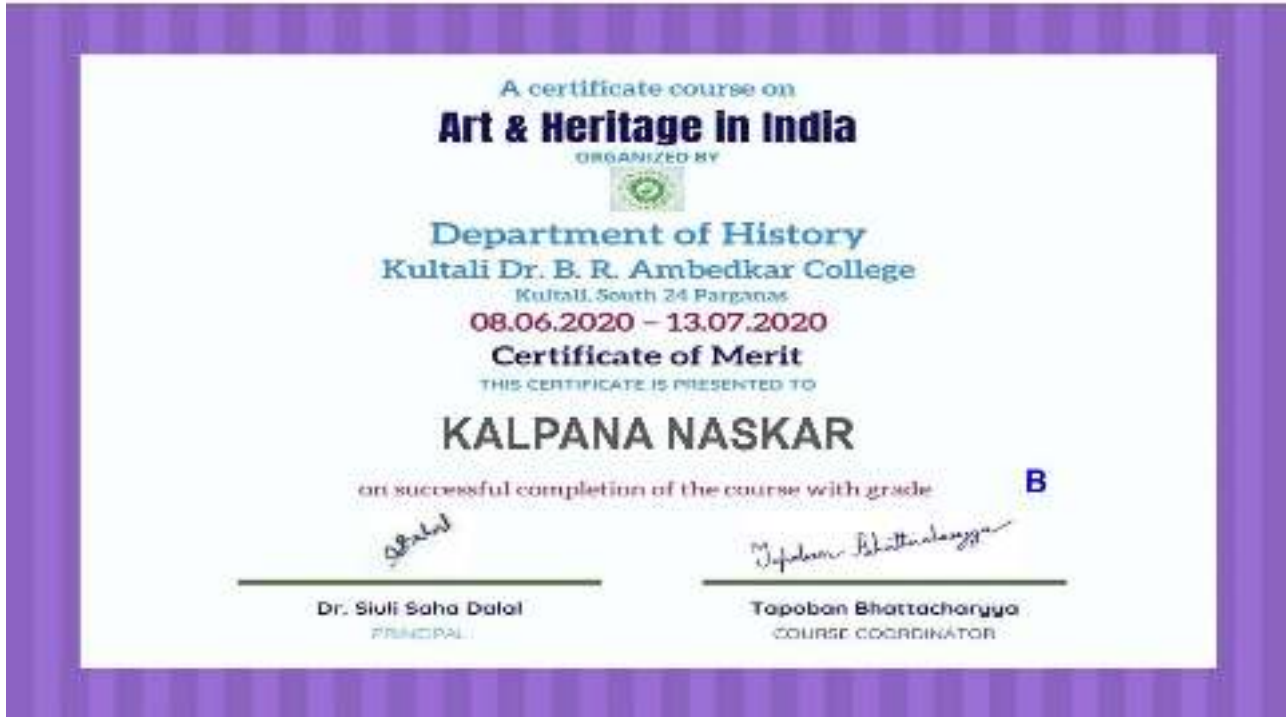 A certificate course on
Art & Heritage in India
ORGANIZED BY
Department of History
Kultali Dr. B. R. Ambedkar College
Kultali, South 24 Parganas
08.06.2020 – 13.07.2020
Certificate of Merit
THIS CERTIFICATE IS PRESENTED TO
KALPANA NASKAR
on successful completion of the course with grade B
Tapoban Bhattacharyya
Dr. Siuli Saha Dalal
Tapoban Bhattacharyya
PRINCIPAL
COURSE COORDINATOR